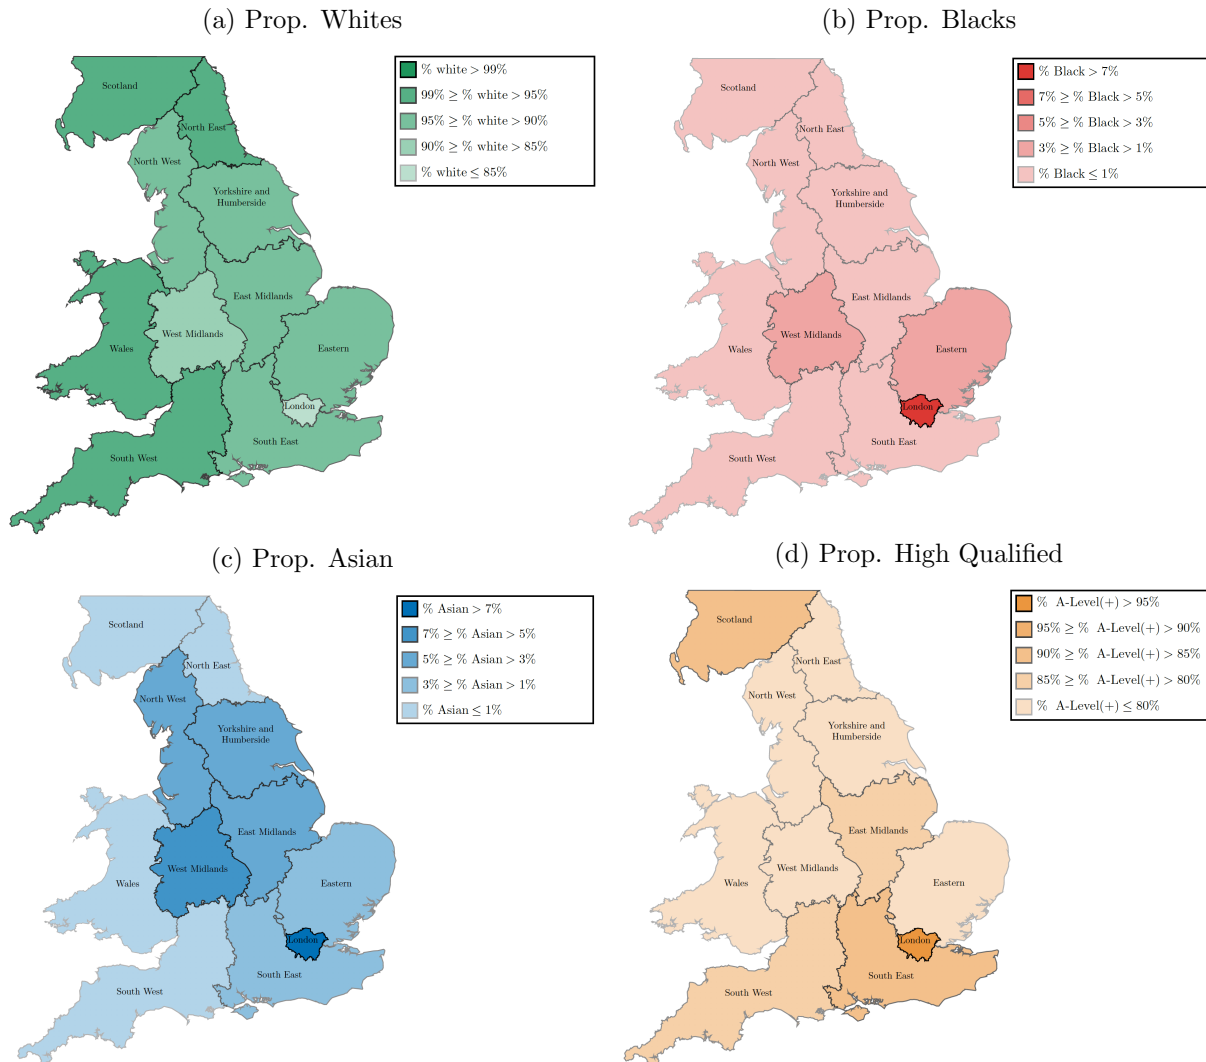 (a) Prop. Whites
% white > 99%
99% ≥ % white > 95%
95% ≥ % white > 90%
90% ≥ % white > 85%
% white ≤ 85%
Scotland
North East
North West
Yorkshire and
Humberside
East Midlands
West Midlands
Wales
Eastern
London
South East
South West
(b) Prop. Blacks
% Black > 7%
7% ≥ % Black > 5%
5% ≥ % Black > 3%
3% ≥ % Black > 1%
% Black ≤ 1%
Scotland
North East
North West
Yorkshire and
Humberside
East Midlands
West Midlands
Wales
Eastern
London
South East
South West
(c) Prop. Asian
% Asian > 7%
7% ≥ % Asian > 5%
5% ≥ % Asian > 3%
3% ≥ % Asian > 1%
% Asian ≤ 1%
Scotland
North East
North West
Yorkshire and
Humberside
East Midlands
West Midlands
Wales
Eastern
London
South East
South West
(d) Prop. High Qualified
% A-Level(+) > 95%
95% ≥ % A-Level(+) > 90%
90% ≥ % A-Level(+) > 85%
85% ≥ % A-Level(+) > 80%
% A-Level(+) ≤ 80%
Scotland
North East
North West
Yorkshire and
Humberside
East Midlands
West Midlands
Wales
Eastern
London
South East
South West